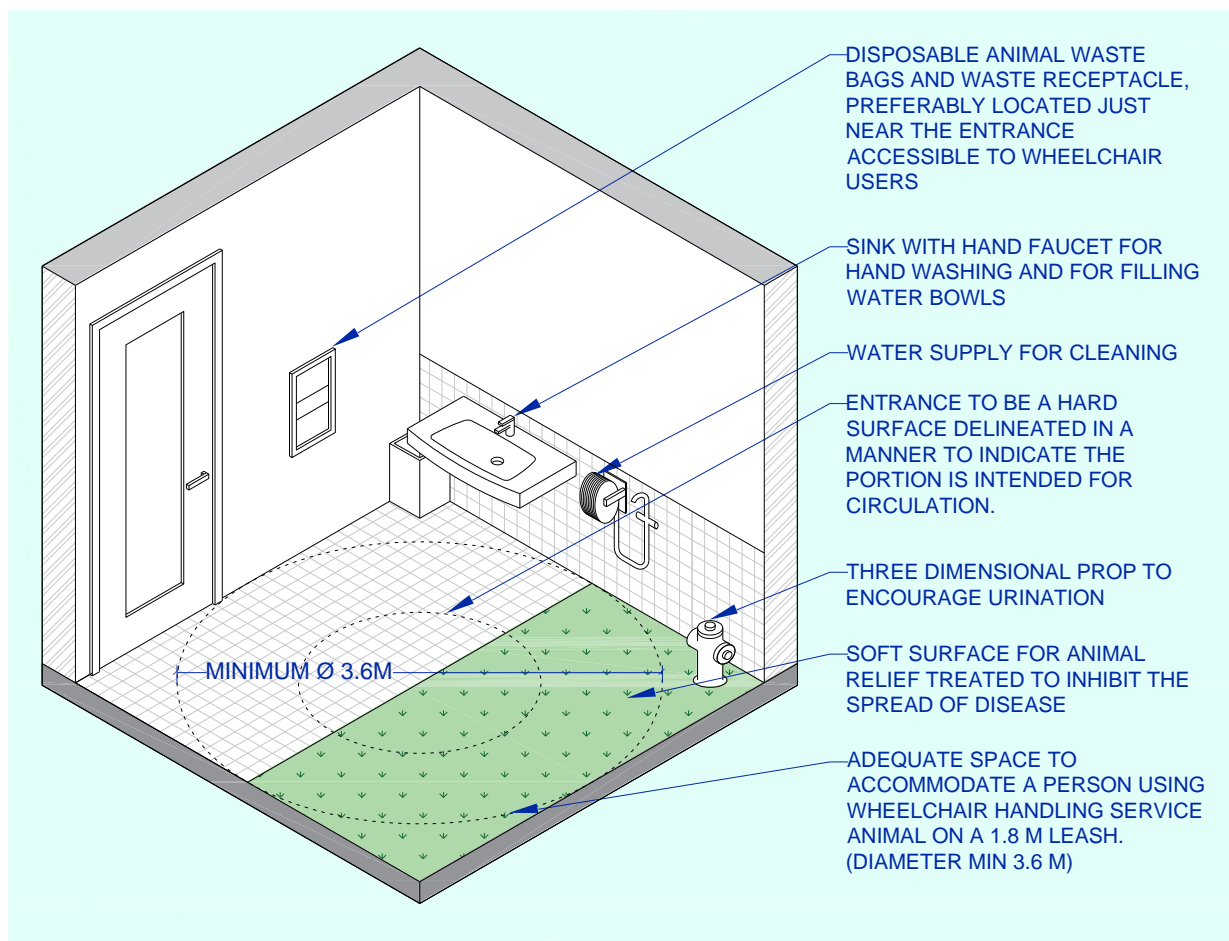 DISPOSABLE ANIMAL WASTE
BAGS AND WASTE RECEPTACLE,
PREFERABLY LOCATED JUST
NEAR THE ENTRANCE
ACCESSIBLE TO WHEELCHAIR
USERS
SINK WITH HAND FAUCET FOR
HAND WASHING AND FOR FILLING
WATER BOWLS
WATER SUPPLY FOR CLEANING
ENTRANCE TO BE A HARD
SURFACE DELINEATED IN A
MANNER TO INDICATE THE
PORTION IS INTENDED FOR
CIRCULATION.
THREE DIMENSIONAL PROP TO
ENCOURAGE URINATION
SOFT SURFACE FOR ANIMAL
RELIEF TREATED TO INHIBIT THE
SPREAD OF DISEASE
ADEQUATE SPACE TO
ACCOMMODATE A PERSON USING
WHEELCHAIR HANDLING SERVICE
ANIMAL ON A 1.8 M LEASH.
(DIAMETER MIN 3.6 M)
MINIMUM Ø 3.6M